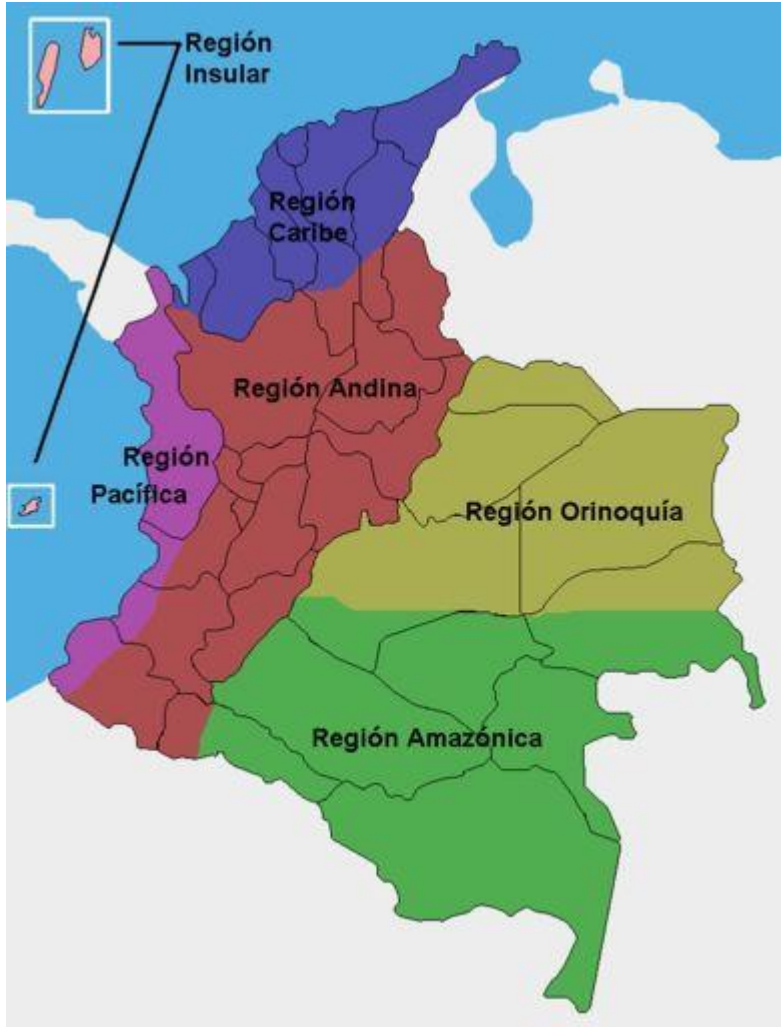 Región
Insular
Región
Caribe
Región Andina
Región
Pacífica
Región Orinoquía
Región Amazónica